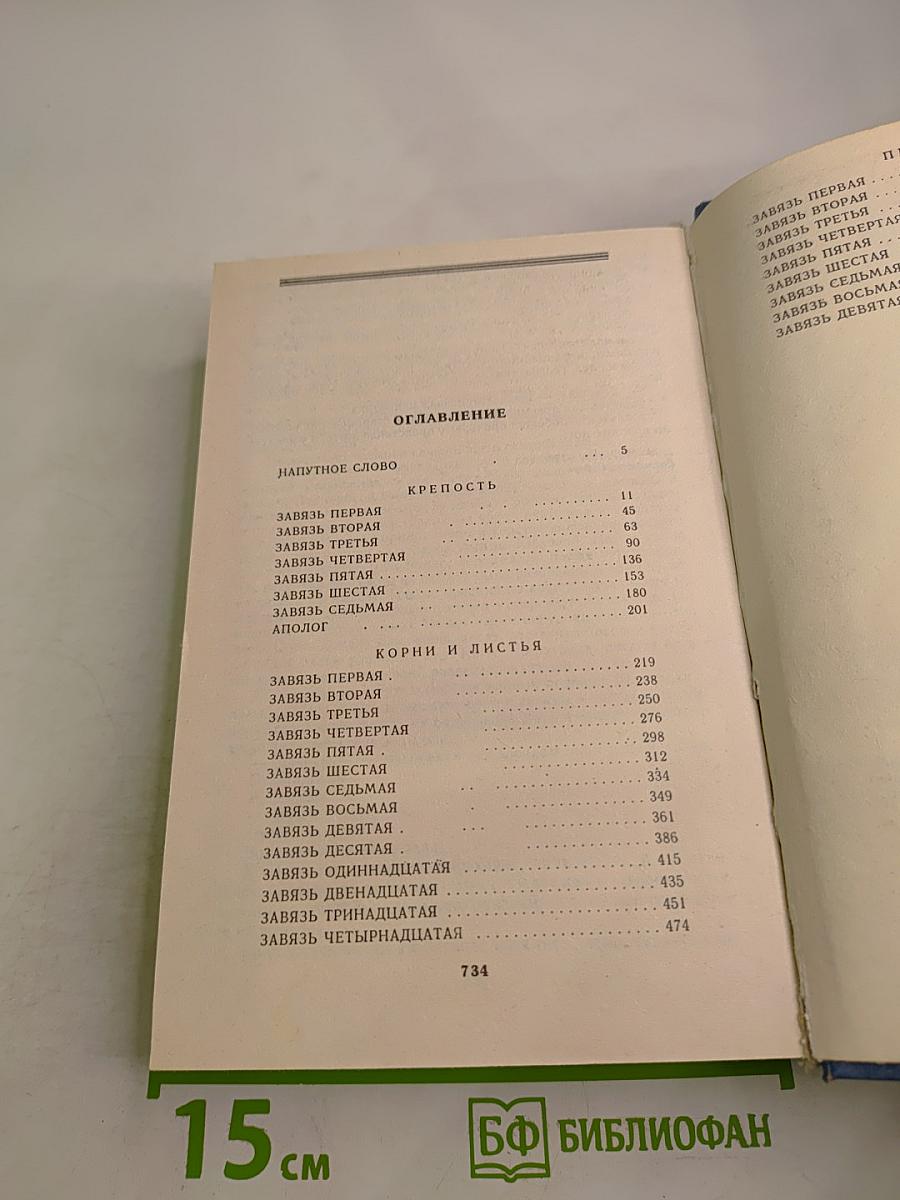 ОГЛАВЛЕНИЕ
НАПУТНОЕ СЛОВО . ... 5
КРЕПОСТЬ
ЗАВЯЗЬ ПЕРВАЯ .......... 11
ЗАВЯЗЬ ВТОРАЯ .......... 45
ЗАВЯЗЬ ТРЕТЬЯ .......... 63
ЗАВЯЗЬ ЧЕТВЕРТАЯ .......... 90
ЗАВЯЗЬ ПЯТАЯ .......... 136
ЗАВЯЗЬ ШЕСТАЯ .......... 153
ЗАВЯЗЬ СЕДЬМАЯ .......... 180
АПОЛОГ .......... 201
КОРНИ И ЛИСТЬЯ
ЗАВЯЗЬ ПЕРВАЯ .......... 219
ЗАВЯЗЬ ВТОРАЯ .......... 238
ЗАВЯЗЬ ТРЕТЬЯ .......... 250
ЗАВЯЗЬ ЧЕТВЕРТАЯ .......... 276
ЗАВЯЗЬ ПЯТАЯ .......... 298
ЗАВЯЗЬ ШЕСТАЯ .......... 312
ЗАВЯЗЬ СЕДЬМАЯ .......... 334
ЗАВЯЗЬ ВОСЬМАЯ .......... 349
ЗАВЯЗЬ ДЕВЯТАЯ .......... 361
ЗАВЯЗЬ ДЕСЯТАЯ .......... 386
ЗАВЯЗЬ ОДИННАДЦАТАЯ .......... 415
ЗАВЯЗЬ ДВЕНАДЦАТАЯ .......... 435
ЗАВЯЗЬ ТРИНАДЦАТАЯ .......... 451
ЗАВЯЗЬ ЧЕТЫРНАДЦАТАЯ .......... 474
734
ЗАВЯЗЬ ПЕРВАЯ ...
ЗАВЯЗЬ ВТОРАЯ ...
ЗАВЯЗЬ ТРЕТЬЯ ...
ЗАВЯЗЬ ЧЕТВЕРТАЯ
ЗАВЯЗЬ ПЯТАЯ ...
ЗАВЯЗЬ ШЕСТАЯ
ЗАВЯЗЬ СЕДЬМАЯ
ЗАВЯЗЬ ВОСЬМАЯ
ЗАВЯЗЬ ДЕВЯТАЯ
15 см
БФ БИБЛИОФАН